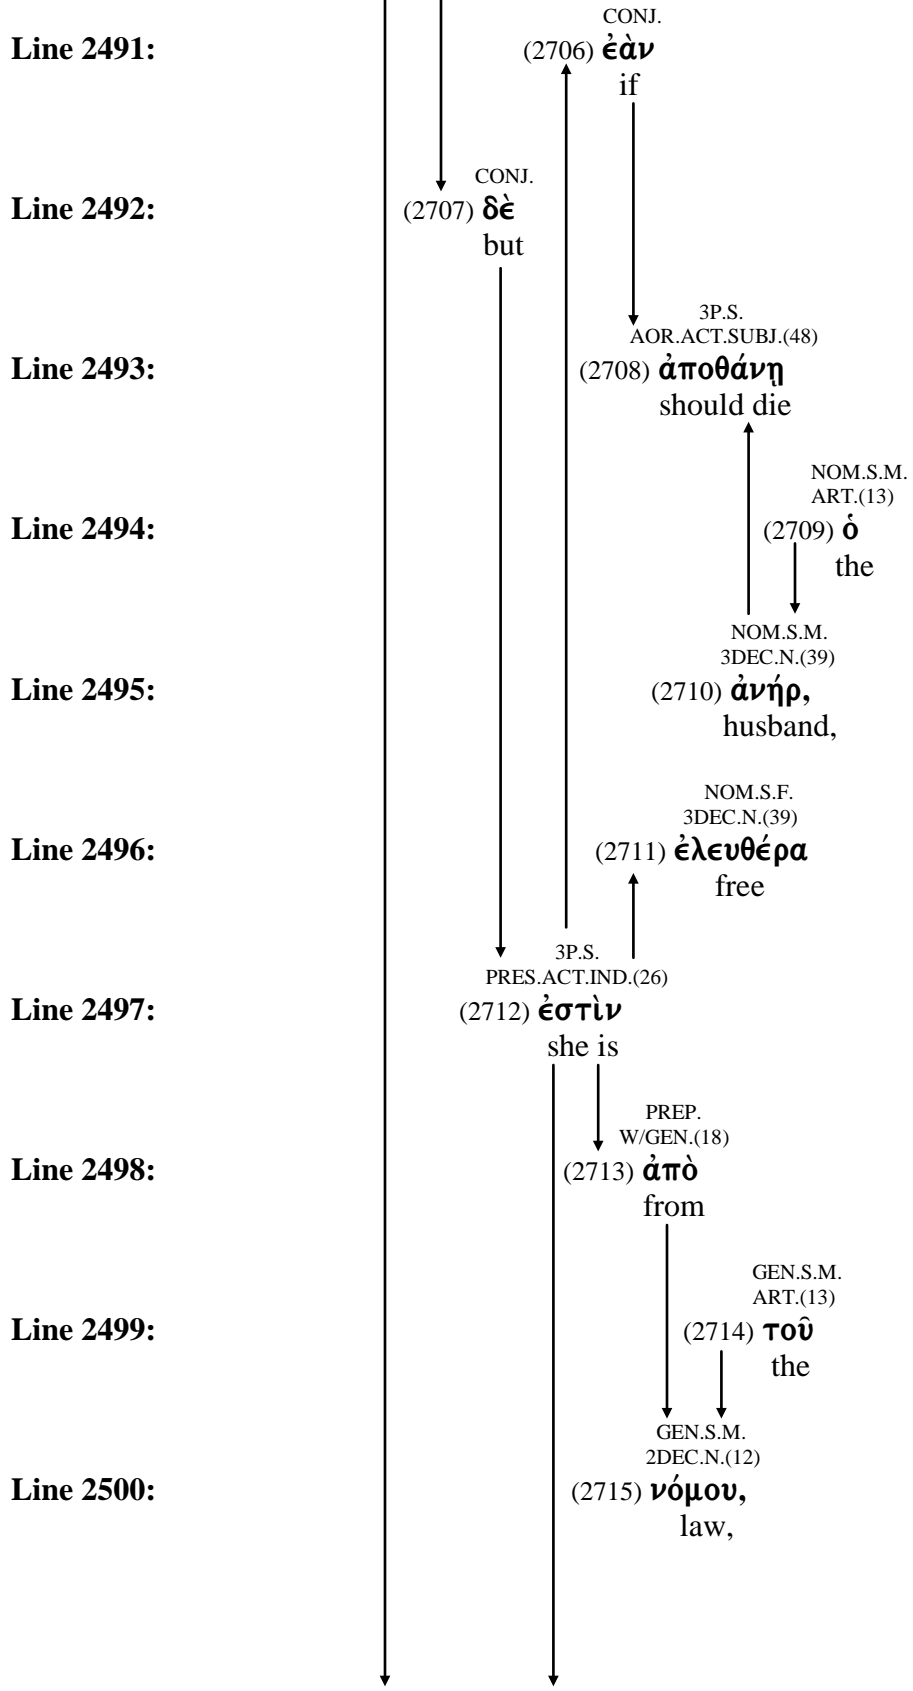 CONJ.
Line 2491: (2706) ἐὰν
if
CONJ.
Line 2492: (2707) δὲ
but
3P.S.
AOR.ACT.SUBJ.(48)
Line 2493: (2708) ἀποθάνῃ
should die
NOM.S.M.
ART.(13)
Line 2494: (2709) ὁ
the
NOM.S.M.
3DEC.N.(39)
Line 2495: (2710) ἀνήρ,
husband,
NOM.S.F.
3DEC.N.(39)
Line 2496: (2711) ἐλευθέρα
free
3P.S.
PRES.ACT.IND.(26)
Line 2497: (2712) ἐστὶν
she is
PREP.
W/GEN.(18)
Line 2498: (2713) ἀπὸ
from
GEN.S.M.
ART.(13)
Line 2499: (2714) τοῦ
the
GEN.S.M.
2DEC.N.(12)
Line 2500: (2715) νόμου,
law,